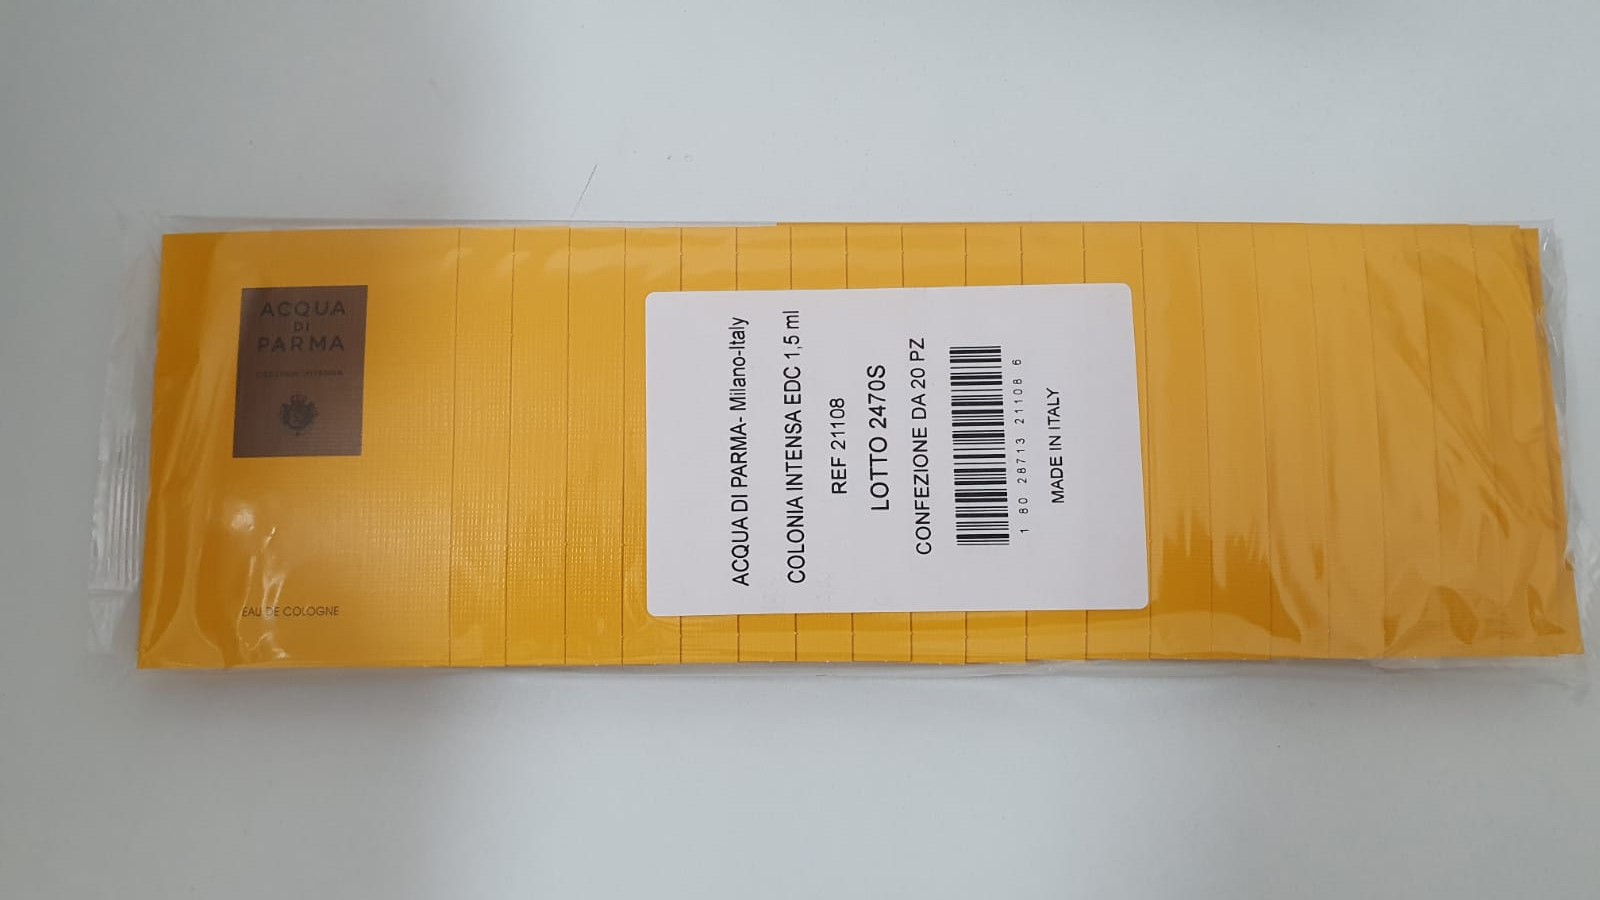 ACQUA
DI
PARMA
COLONIA INTENSA
EAU DE COLOGNE
ACQUA DI PARMA- Milano-Italy
COLONIA INTENSA EDC 1,5 ml
REF 21108
LOTTO 2470S
CONFEZIONE DA 20 PZ
1 80 28713 21108 6
MADE IN ITALY